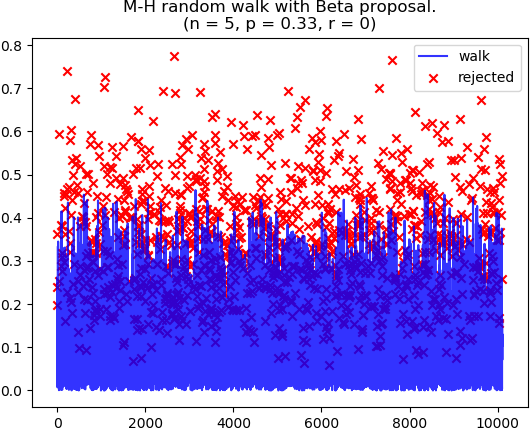 M-H random walk with Beta proposal.
(n = 5, p = 0.33, r = 0)
walk
rejected
0.8
0.7
0.6
0.5
0.4
0.3
0.2
0.1
0.0
0 2000 4000 6000 8000 10000